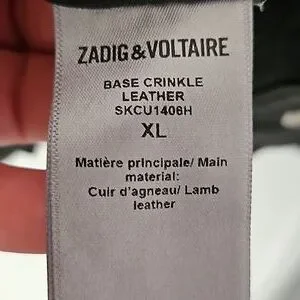 ZADIG & VOLTAIRE
BASE CRINKLE
LEATHER
SKCU1406H
XL
Matière principale/ Main
material:
Cuir d'agneau/ Lamb
leather